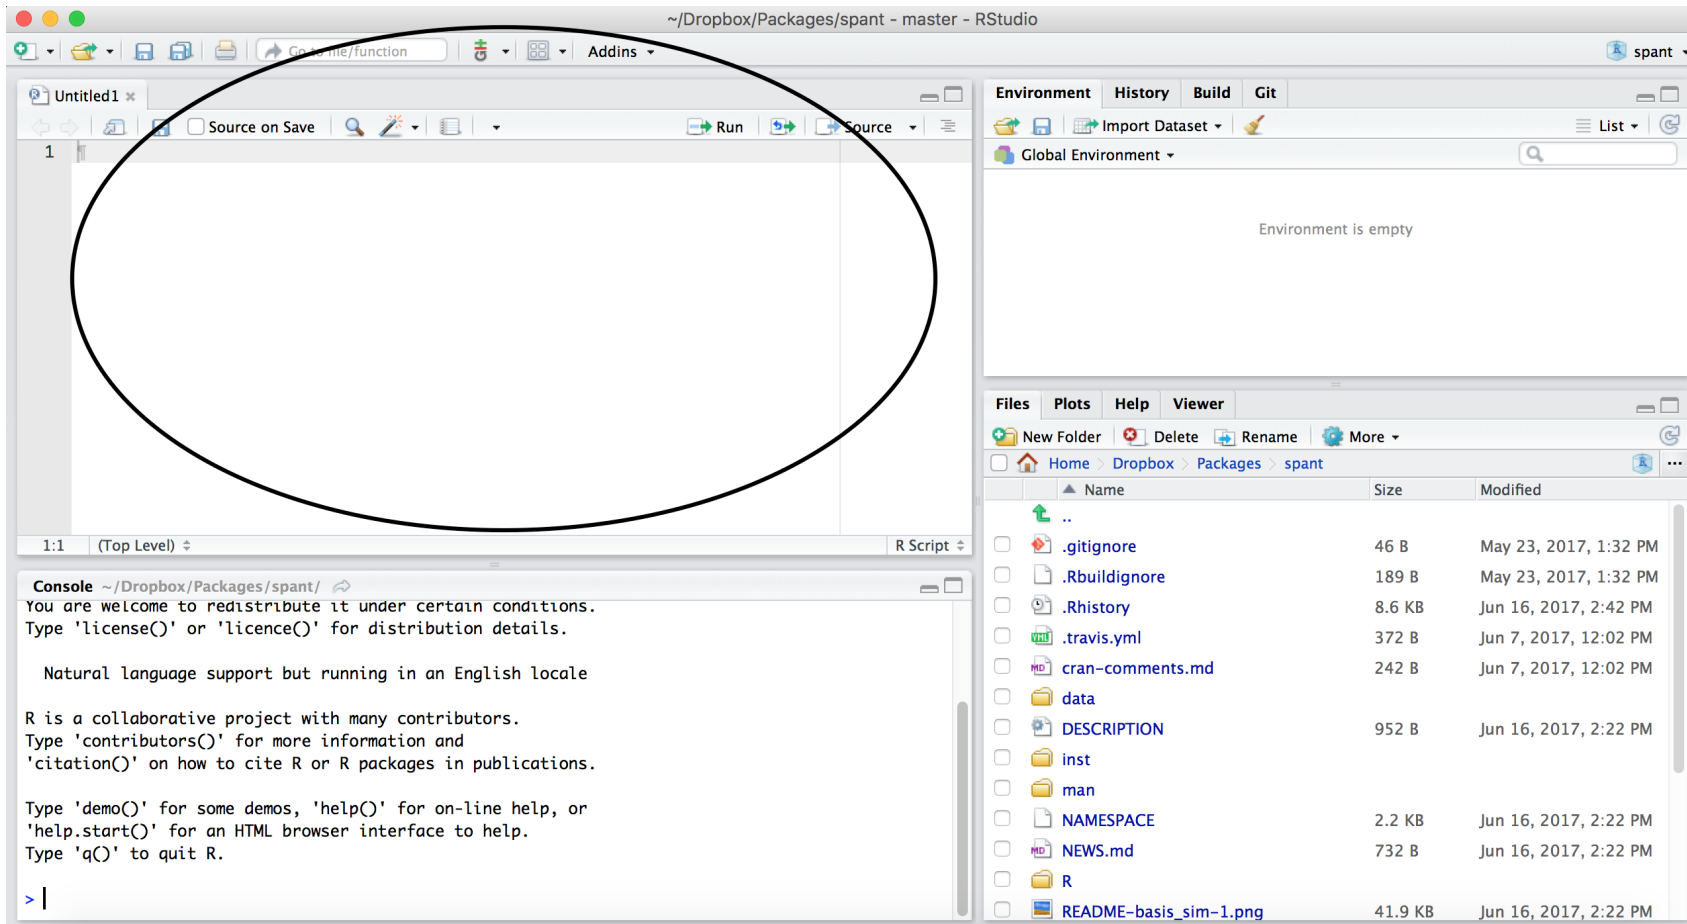 ~/Dropbox/Packages/spant - master - RStudio
Go to file/function Addins spant
Untitled1
Source on Save Run Source
1 ¶
1:1 (Top Level) R Script
Console ~/Dropbox/Packages/spant/
You are welcome to redistribute it under certain conditions.
Type 'license()' or 'licence()' for distribution details.
Natural language support but running in an English locale
R is a collaborative project with many contributors.
Type 'contributors()' for more information and
'citation()' on how to cite R or R packages in publications.
Type 'demo()' for some demos, 'help()' for on-line help, or
'help.start()' for an HTML browser interface to help.
Type 'q()' to quit R.
>
Environment History Build Git
Import Dataset List
Global Environment
Environment is empty
Files Plots Help Viewer
New Folder Delete Rename More
Home Dropbox Packages spant ...
Name Size Modified
..
.gitignore 46 B May 23, 2017, 1:32 PM
.Rbuildignore 189 B May 23, 2017, 1:32 PM
.Rhistory 8.6 KB Jun 16, 2017, 2:42 PM
.travis.yml 372 B Jun 7, 2017, 12:02 PM
cran-comments.md 242 B Jun 7, 2017, 12:02 PM
data
DESCRIPTION 952 B Jun 16, 2017, 2:22 PM
inst
man
NAMESPACE 2.2 KB Jun 16, 2017, 2:22 PM
NEWS.md 732 B Jun 16, 2017, 2:22 PM
R
README-basis_sim-1.png 41.9 KB Jun 16, 2017, 2:22 PM